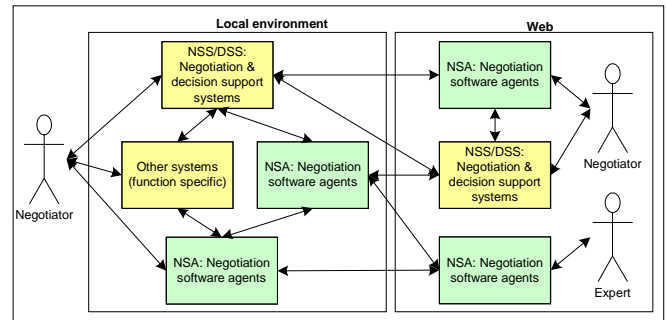 Local environment
Web
NSS/DSS:
Negotiation &
decision support
systems
NSA: Negotiation
software agents
Other systems
(function specific)
NSA: Negotiation
software agents
NSS/DSS:
Negotiation &
decision support
systems
Negotiator
Negotiator
NSA: Negotiation
software agents
NSA: Negotiation
software agents
Expert